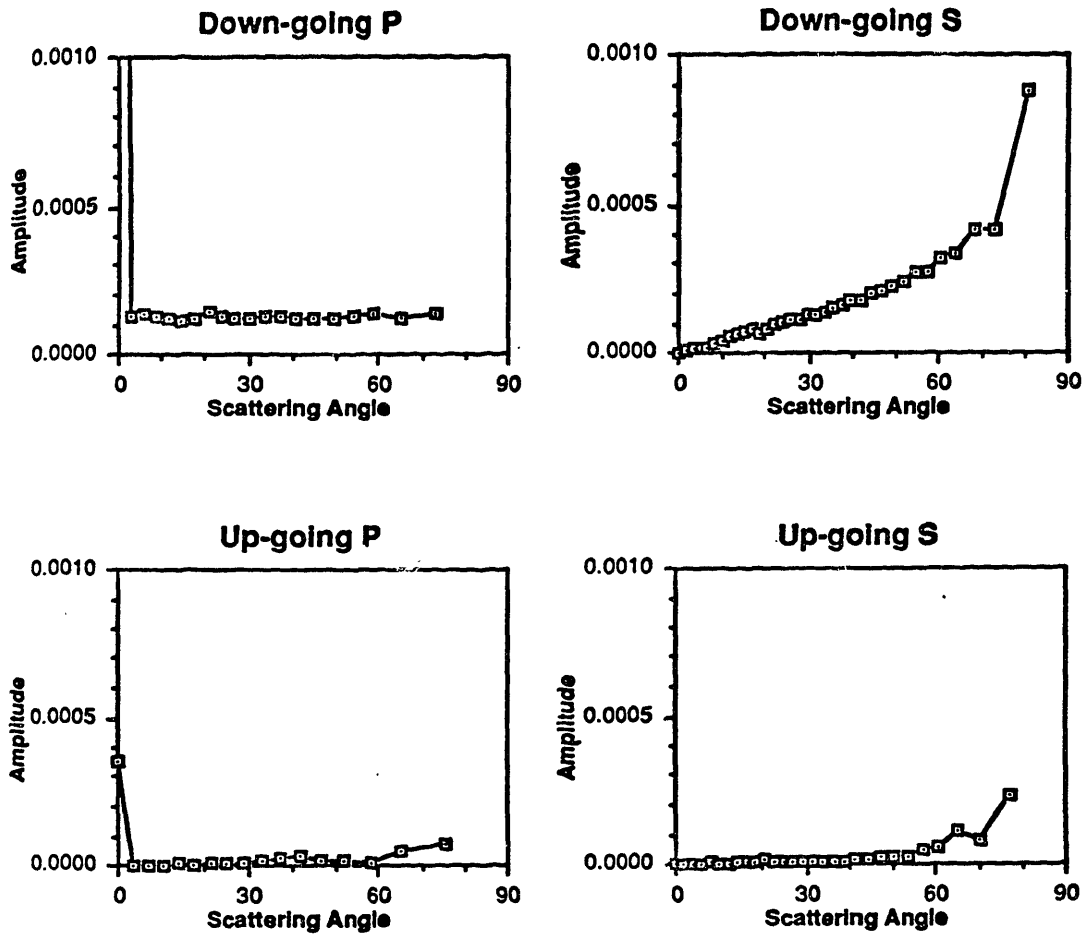 Down-going P
0.0010
0.0005
0.0000
Amplitude
0 30 60 90
Scattering Angle
Down-going S
0.0010
0.0005
0.0000
Amplitude
0 30 60 90
Scattering Angle
Up-going P
0.0010
0.0005
0.0000
Amplitude
0 30 60 90
Scattering Angle
Up-going S
0.0010
0.0005
0.0000
Amplitude
0 30 60 90
Scattering Angle